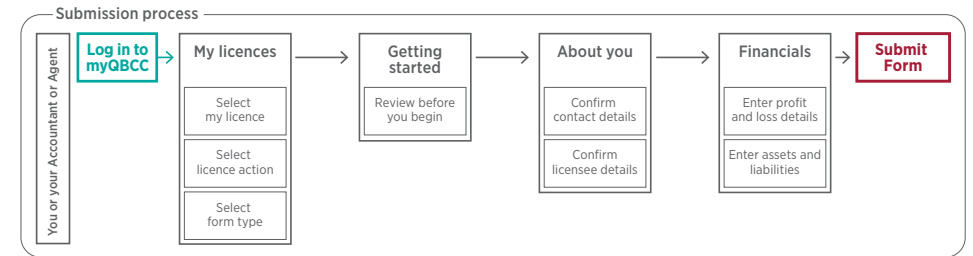 Submission process
You or your Accountant or Agent
Log in to
myQBCC
My licences
Select
my licence
Select
licence action
Select
form type
Getting
started
Review before
you begin
About you
Confirm
contact details
Confirm
licensee details
Financials
Enter profit
and loss details
Enter assets and
liabilities
Submit
Form